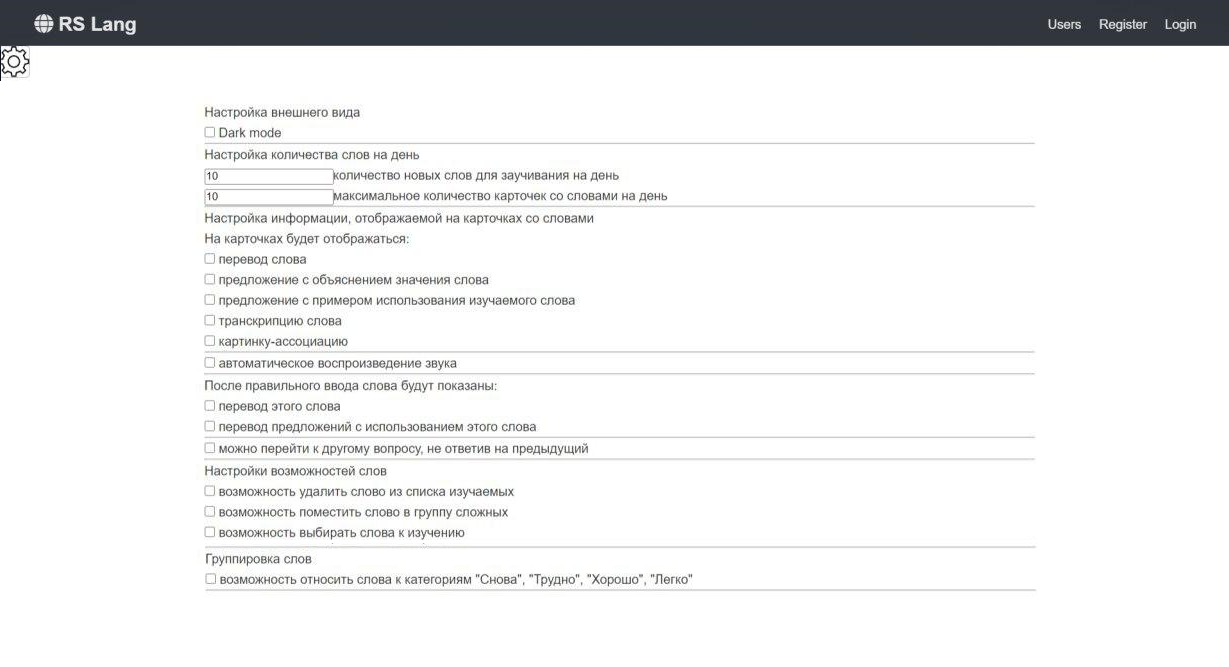 RS Lang
Users Register Login
Настройка внешнего вида
Dark mode
Настройка количества слов на день
10 количество новых слов для заучивания на день
10 максимальное количество карточек со словами на день
Настройка информации, отображаемой на карточках со словами
На карточках будет отображаться:
перевод слова
предложение с объяснением значения слова
предложение с примером использования изучаемого слова
транскрипцию слова
картинку-ассоциацию
автоматическое воспроизведение звука
После правильного ввода слова будут показаны:
перевод этого слова
перевод предложений с использованием этого слова
можно перейти к другому вопросу, не ответив на предыдущий
Настройки возможностей слов
возможность удалить слово из списка изучаемых
возможность поместить слово в группу сложных
возможность выбирать слова к изучению
Группировка слов
возможность относить слова к категориям "Снова", "Трудно", "Хорошо", "Легко"